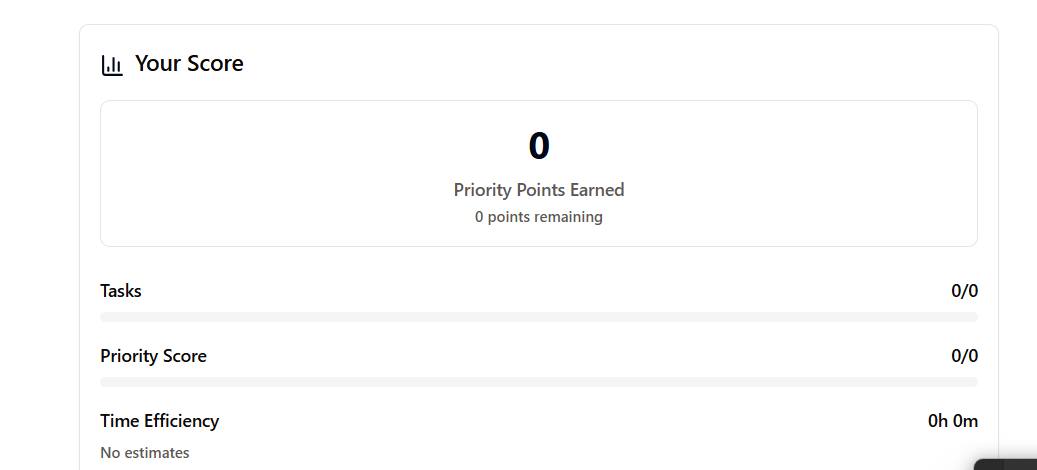 Your Score
0
Priority Points Earned
0 points remaining
Tasks 0/0
Priority Score 0/0
Time Efficiency 0h 0m
No estimates